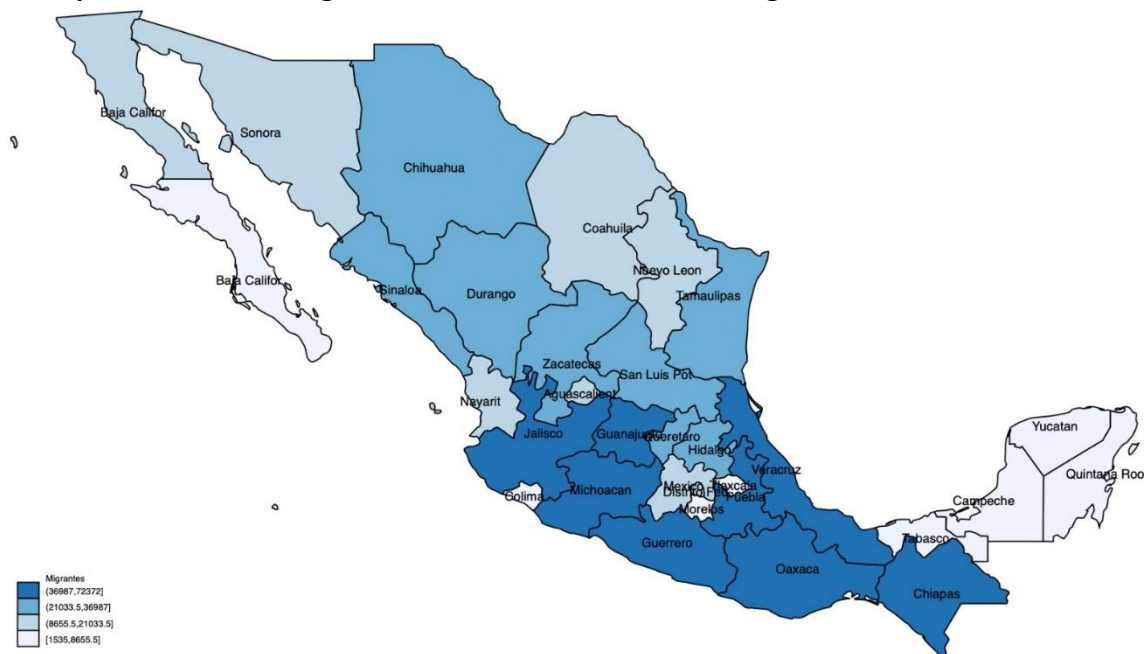 Baja Califor
Sonora
Chihuahua
Coahuila
Nuevo Leon
Baja Califor
Sinaloa
Durango
Tamaulipas
Zacatecas
San Luis Pot
Aguascalient
Nayarit
Jalisco
Guanajua
Queretaro
Hidalgo
Veracruz
Yucatan
Quintana Roo
Campeche
Colima
Michoacan
Mexico
Tlaxcala
Distrito Fed
Puebla
Morelos
Tabasco
Guerrero
Oaxaca
Chiapas
Migrantes
(36987,72372]
(21033.5,36987]
(8655.5,21033.5]
[1535,8655.5]